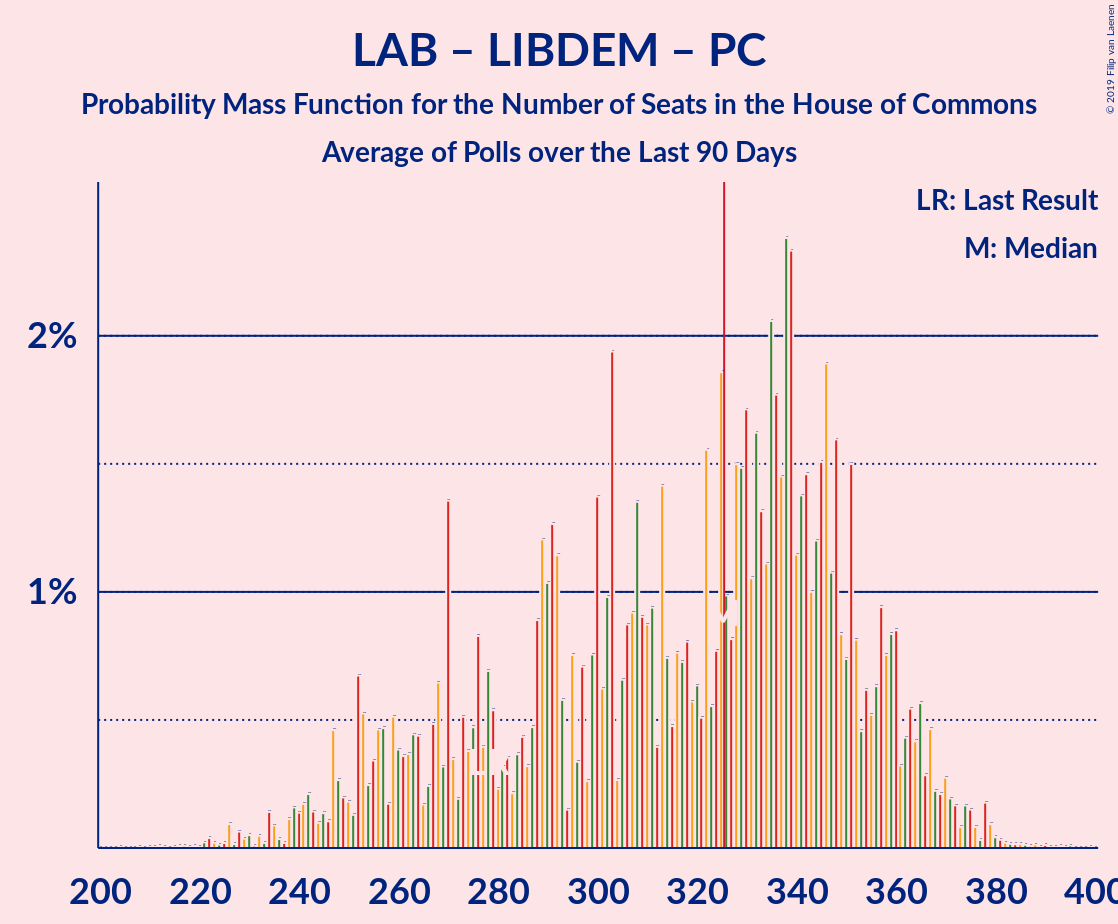 LAB – LIBDEM – PC
Probability Mass Function for the Number of Seats in the House of Commons
Average of Polls over the Last 90 Days
© 2019 Filip van Laenen
LR: Last Result
M: Median
2%
1%
200 220 240 260 280 300 320 340 360 380 400